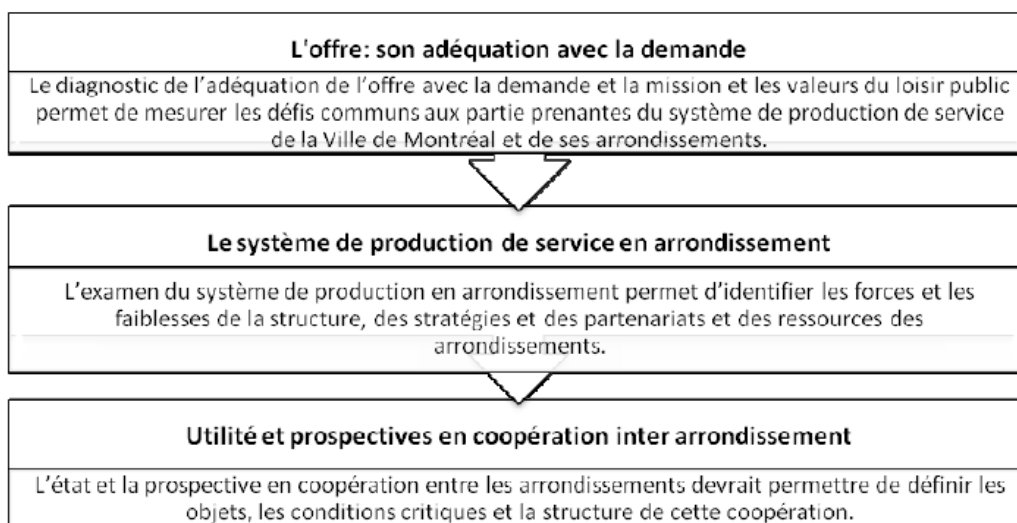 L'offre: son adéquation avec la demande
Le diagnostic de l'adéquation de l'offre avec la demande et la mission et les valeurs du loisir public
permet de mesurer les défis communs aux partie prenantes du système de production de service
de la Ville de Montréal et de ses arrondissements.
Le système de production de service en arrondissement
L'examen du système de production en arrondissement permet d'identifier les forces et les
faiblesses de la structure, des stratégies et des partenariats et des ressources des
arrondissements.
Utilité et prospectives en coopération inter arrondissement
L'état et la prospective en coopération entre les arrondissements devrait permettre de définir les
objets, les conditions critiques et la structure de cette coopération.